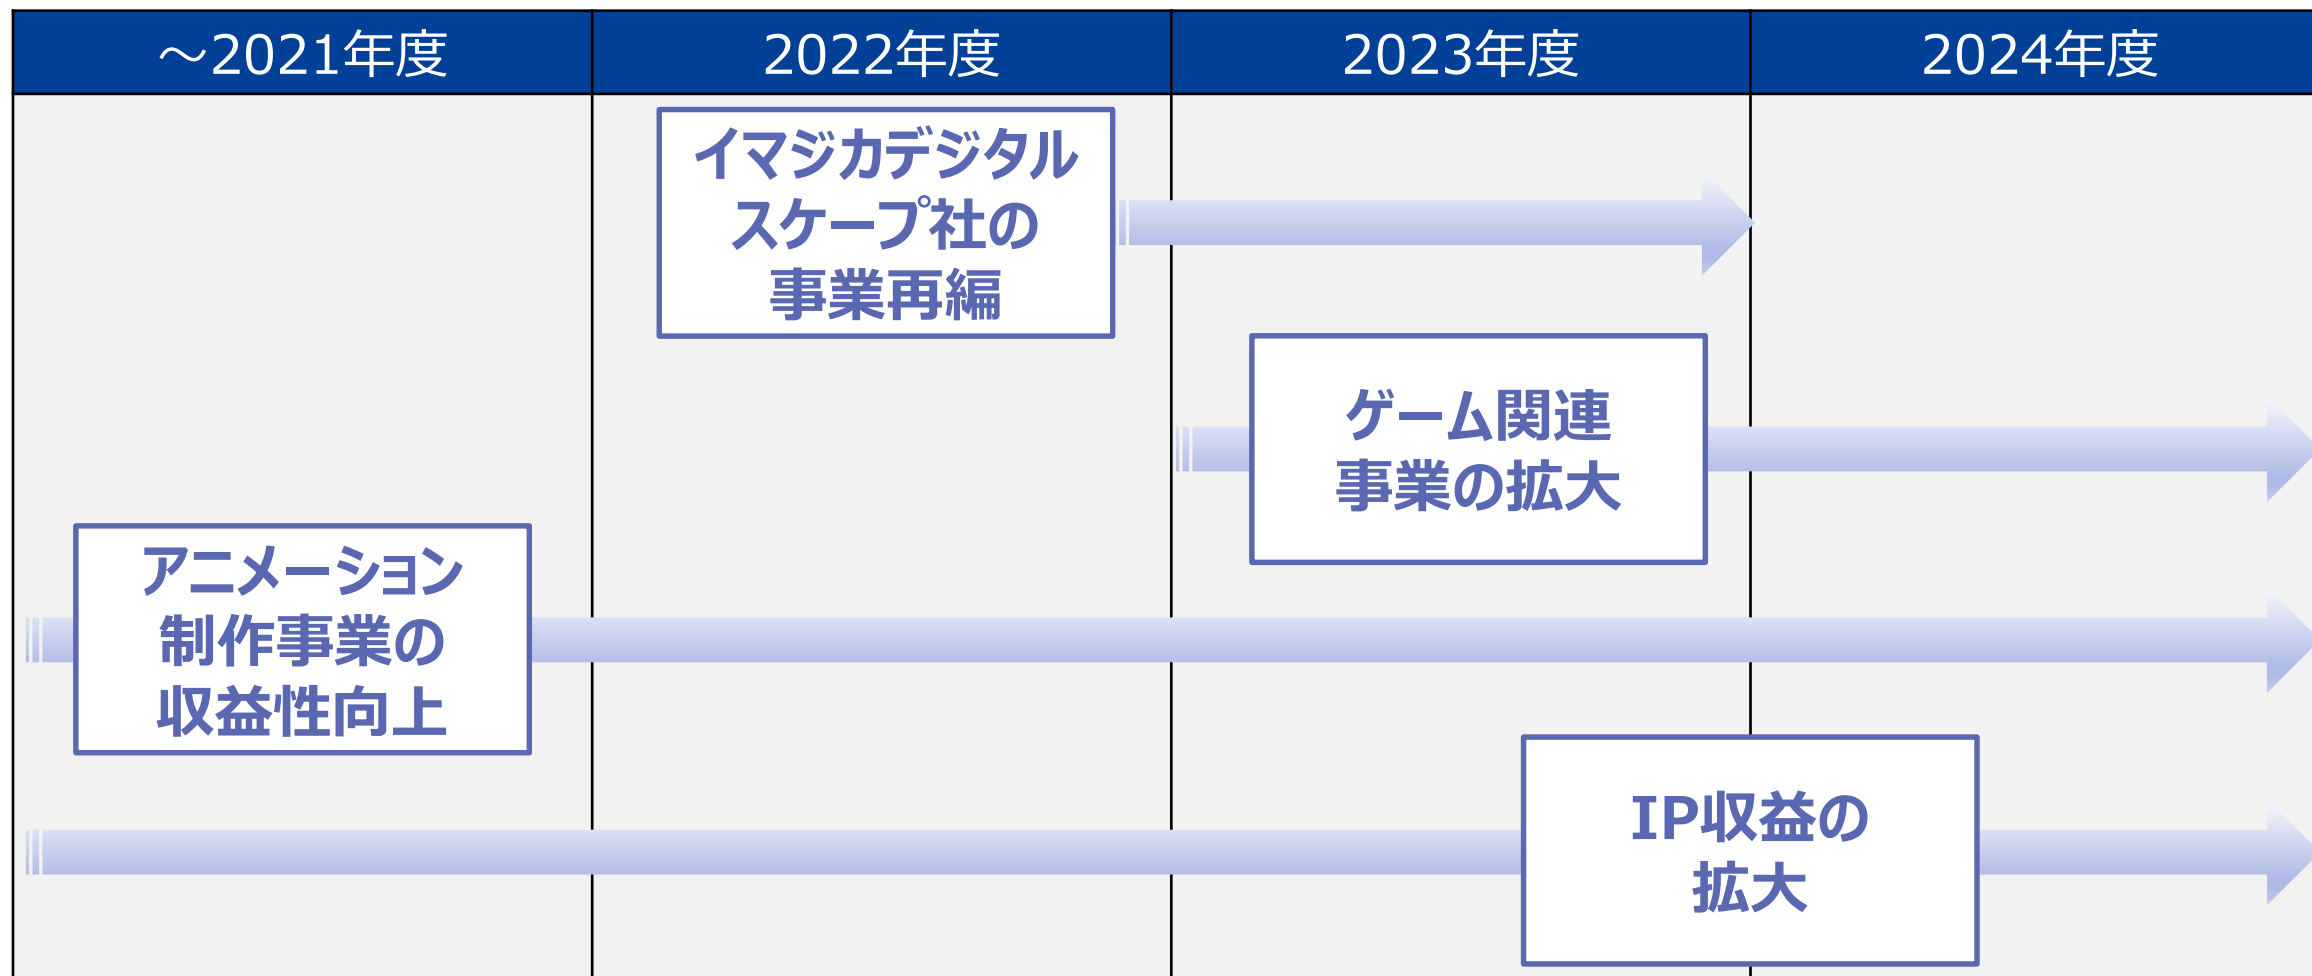 ～2021年度
2022年度
2023年度
2024年度
イマジカデジタル
スケープ社の
事業再編
ゲーム関連
事業の拡大
アニメーション
制作事業の
収益性向上
IP収益の
拡大